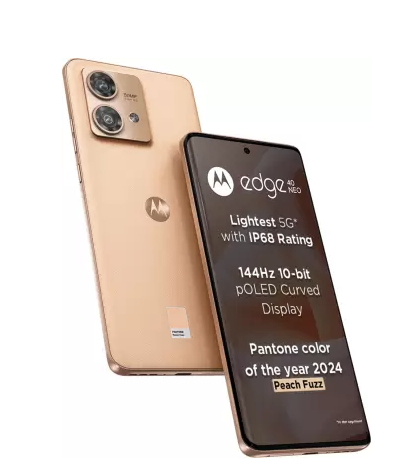 edge 40 NEO
Lightest 5G*
with IP68 Rating
144Hz 10-bit
pOLED Curved
Display
Pantone color
of the year 2024
Peach Fuzz
PANTONE